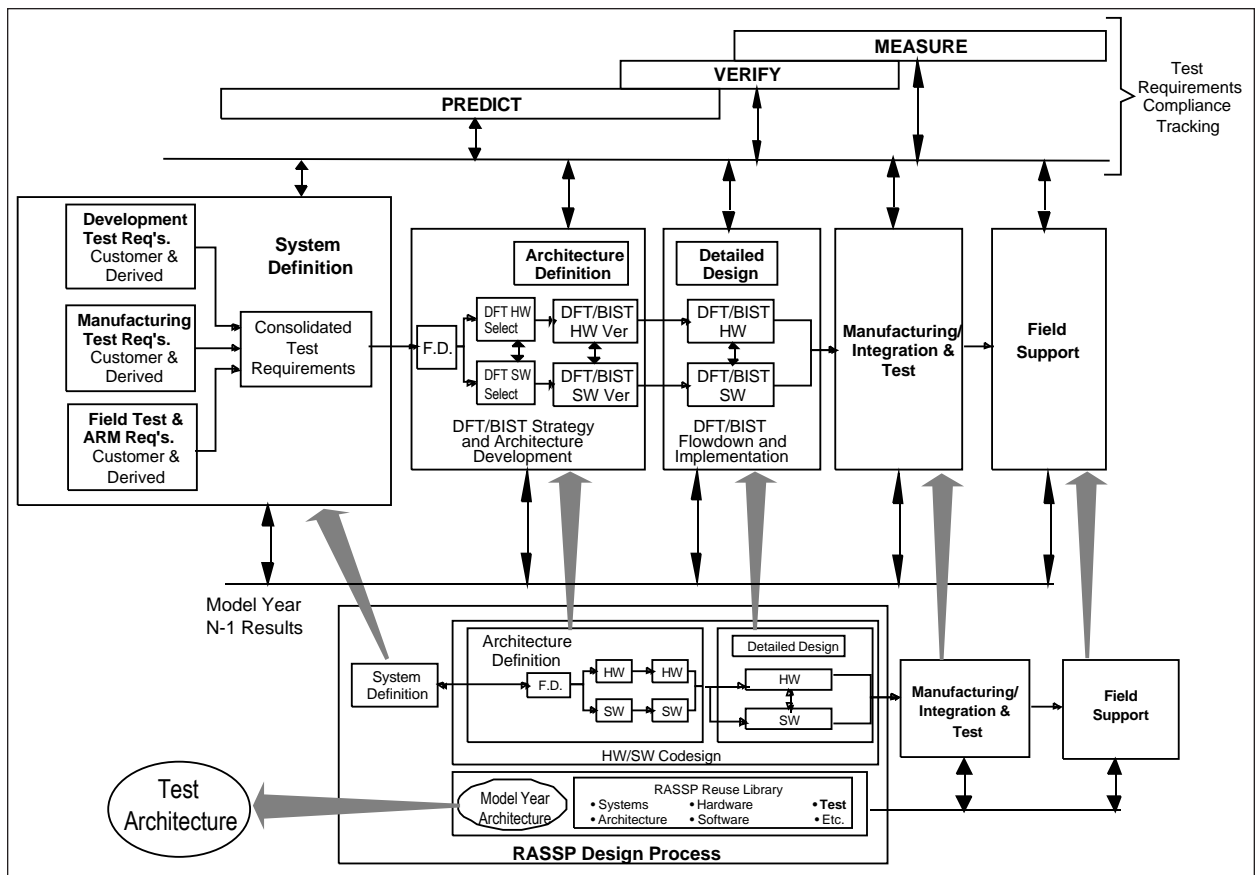 MEASURE
VERIFY
PREDICT
Test
Requirements
Compliance
Tracking
Development
Test Req's.
Customer &
Derived
Manufacturing
Test Req's.
Customer &
Derived
Field Test &
ARM Req's.
Customer &
Derived
System
Definition
Consolidated
Test
Requirements
Architecture
Definition
F.D.
DFT HW
Select
DFT/BIST
HW Ver
DFT SW
Select
DFT/BIST
SW Ver
DFT/BIST Strategy
and Architecture
Development
Detailed
Design
DFT/BIST
HW
DFT/BIST
SW
DFT/BIST
Flowdown and
Implementation
Manufacturing/
Integration &
Test
Field
Support
Model Year
N-1 Results
System
Definition
Architecture
Definition
F.D.
HW
HW
SW
SW
Detailed Design
HW
SW
HW/SW Codesign
Manufacturing/
Integration &
Test
Field
Support
Test
Architecture
Model Year
Architecture
RASSP Reuse Library
• Systems • Hardware • Test
• Architecture • Software • Etc.
RASSP Design Process